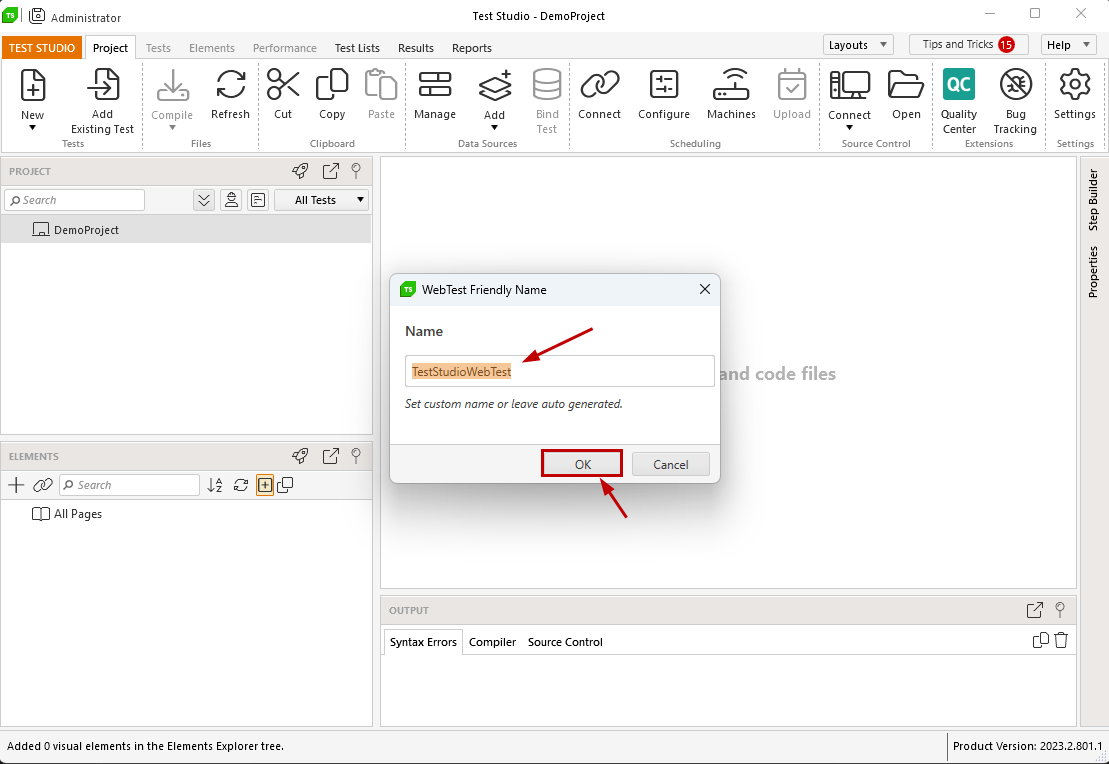 TS Administrator
Test Studio - DemoProject
TEST STUDIO Project Tests Elements Performance Test Lists Results Reports Layouts Tips and Tricks 15 Help
New Add Existing Test Compile Refresh Cut Copy Paste Manage Add Bind Test Connect Configure Machines Upload Connect Open QC Quality Center Bug Tracking Settings
Tests Files Clipboard Data Sources Scheduling Source Control Extensions Settings
PROJECT
Search All Tests
DemoProject
Step Builder
Properties
TS WebTest Friendly Name
Name
TestStudioWebTest
Set custom name or leave auto generated.
OK Cancel
and code files
ELEMENTS
Search
All Pages
OUTPUT
Syntax Errors Compiler Source Control
Added 0 visual elements in the Elements Explorer tree.
Product Version: 2023.2.801.1